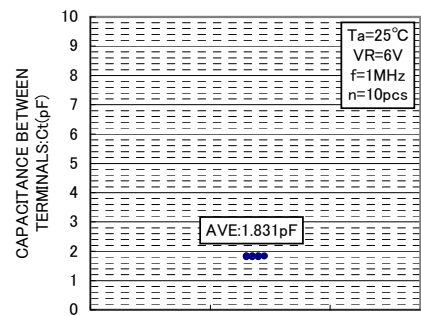 CAPACITANCE BETWEEN
TERMINALS:Ct(pF)
10
9
8
7
6
5
4
3
2
1
0
Ta=25℃
VR=6V
f=1MHz
n=10pcs
AVE:1.831pF